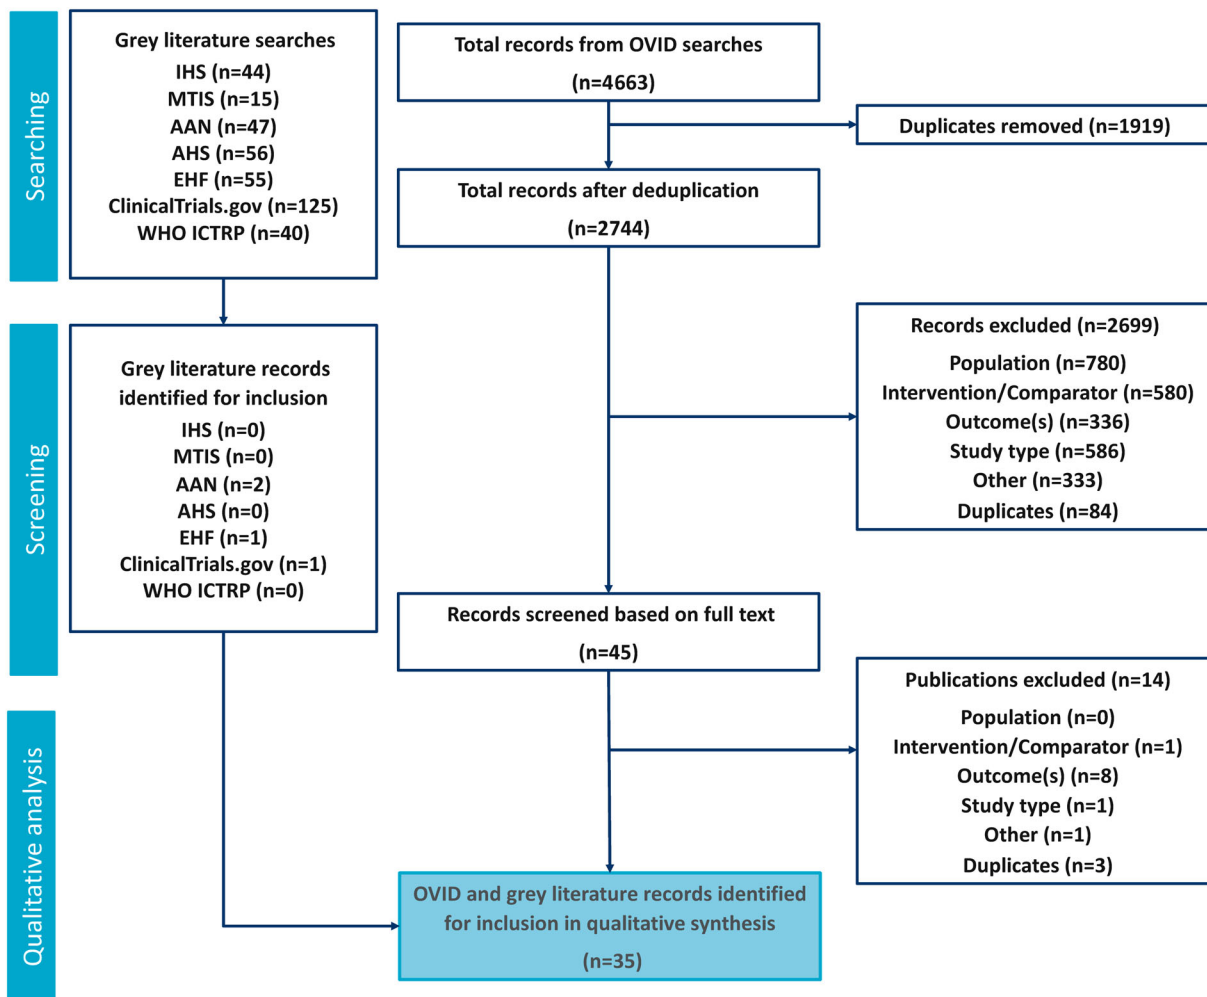 Searching
Grey literature searches
IHS (n=44)
MTIS (n=15)
AAN (n=47)
AHS (n=56)
EHF (n=55)
ClinicalTrials.gov (n=125)
WHO ICTRP (n=40)
Total records from OVID searches
(n=4663)
Duplicates removed (n=1919)
Total records after deduplication
(n=2744)
Screening
Grey literature records
identified for inclusion
IHS (n=0)
MTIS (n=0)
AAN (n=2)
AHS (n=0)
EHF (n=1)
ClinicalTrials.gov (n=1)
WHO ICTRP (n=0)
Records excluded (n=2699)
Population (n=780)
Intervention/Comparator (n=580)
Outcome(s) (n=336)
Study type (n=586)
Other (n=333)
Duplicates (n=84)
Records screened based on full text
(n=45)
Publications excluded (n=14)
Population (n=0)
Intervention/Comparator (n=1)
Outcome(s) (n=8)
Study type (n=1)
Other (n=1)
Duplicates (n=3)
Qualitative analysis
OVID and grey literature records identified
for inclusion in qualitative synthesis
(n=35)